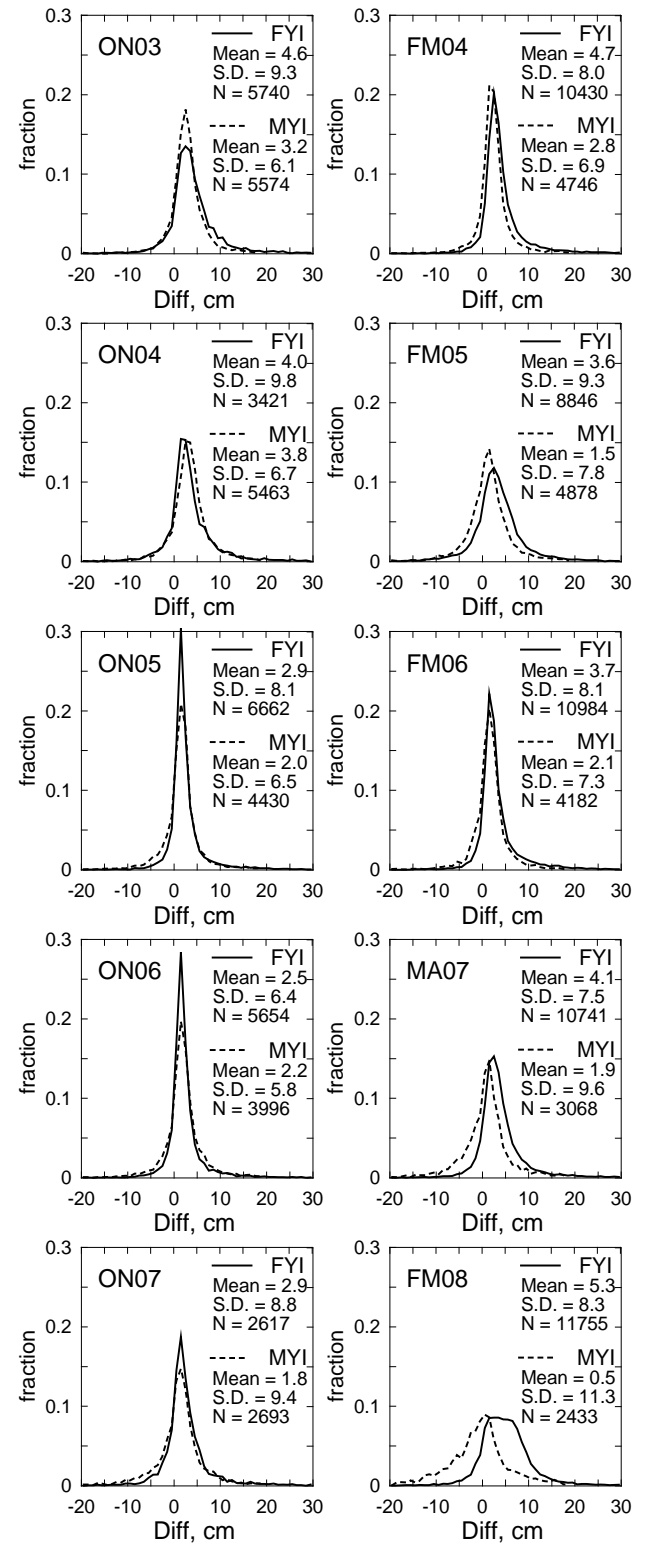 0.3
ON03
FYI
Mean = 4.6
S.D. = 9.3
N = 5740
0.2
MYI
Mean = 3.2
S.D. = 6.1
N = 5574
0.1
0
fraction
-20 -10 0 10 20 30
Diff, cm
FM04
0.3
FYI
Mean = 4.7
S.D. = 8.0
N = 10430
0.2
MYI
Mean = 2.8
S.D. = 6.9
N = 4746
0.1
0
fraction
-20 -10 0 10 20 30
Diff, cm
0.3
ON04
FYI
Mean = 4.0
S.D. = 9.8
N = 3421
0.2
MYI
Mean = 3.8
S.D. = 6.7
N = 5463
0.1
0
fraction
-20 -10 0 10 20 30
Diff, cm
0.3
FM05
FYI
Mean = 3.6
S.D. = 9.3
N = 8846
0.2
MYI
Mean = 1.5
S.D. = 7.8
N = 4878
0.1
0
fraction
-20 -10 0 10 20 30
Diff, cm
0.3
ON05
FYI
Mean = 2.9
S.D. = 8.1
N = 6662
0.2
MYI
Mean = 2.0
S.D. = 6.5
N = 4430
0.1
0
fraction
-20 -10 0 10 20 30
Diff, cm
0.3
FM06
FYI
Mean = 3.7
S.D. = 8.1
N = 10984
0.2
MYI
Mean = 2.1
S.D. = 7.3
N = 4182
0.1
0
fraction
-20 -10 0 10 20 30
Diff, cm
0.3
ON06
FYI
Mean = 2.5
S.D. = 6.4
N = 5654
0.2
MYI
Mean = 2.2
S.D. = 5.8
N = 3996
0.1
0
fraction
-20 -10 0 10 20 30
Diff, cm
0.3
MA07
FYI
Mean = 4.1
S.D. = 7.5
N = 10741
0.2
MYI
Mean = 1.9
S.D. = 9.6
N = 3068
0.1
0
fraction
-20 -10 0 10 20 30
Diff, cm
0.3
ON07
FYI
Mean = 2.9
S.D. = 8.8
N = 2617
0.2
MYI
Mean = 1.8
S.D. = 9.4
N = 2693
0.1
0
fraction
-20 -10 0 10 20 30
Diff, cm
0.3
FM08
FYI
Mean = 5.3
S.D. = 8.3
N = 11755
0.2
MYI
Mean = 0.5
S.D. = 11.3
N = 2433
0.1
0
fraction
-20 -10 0 10 20 30
Diff, cm